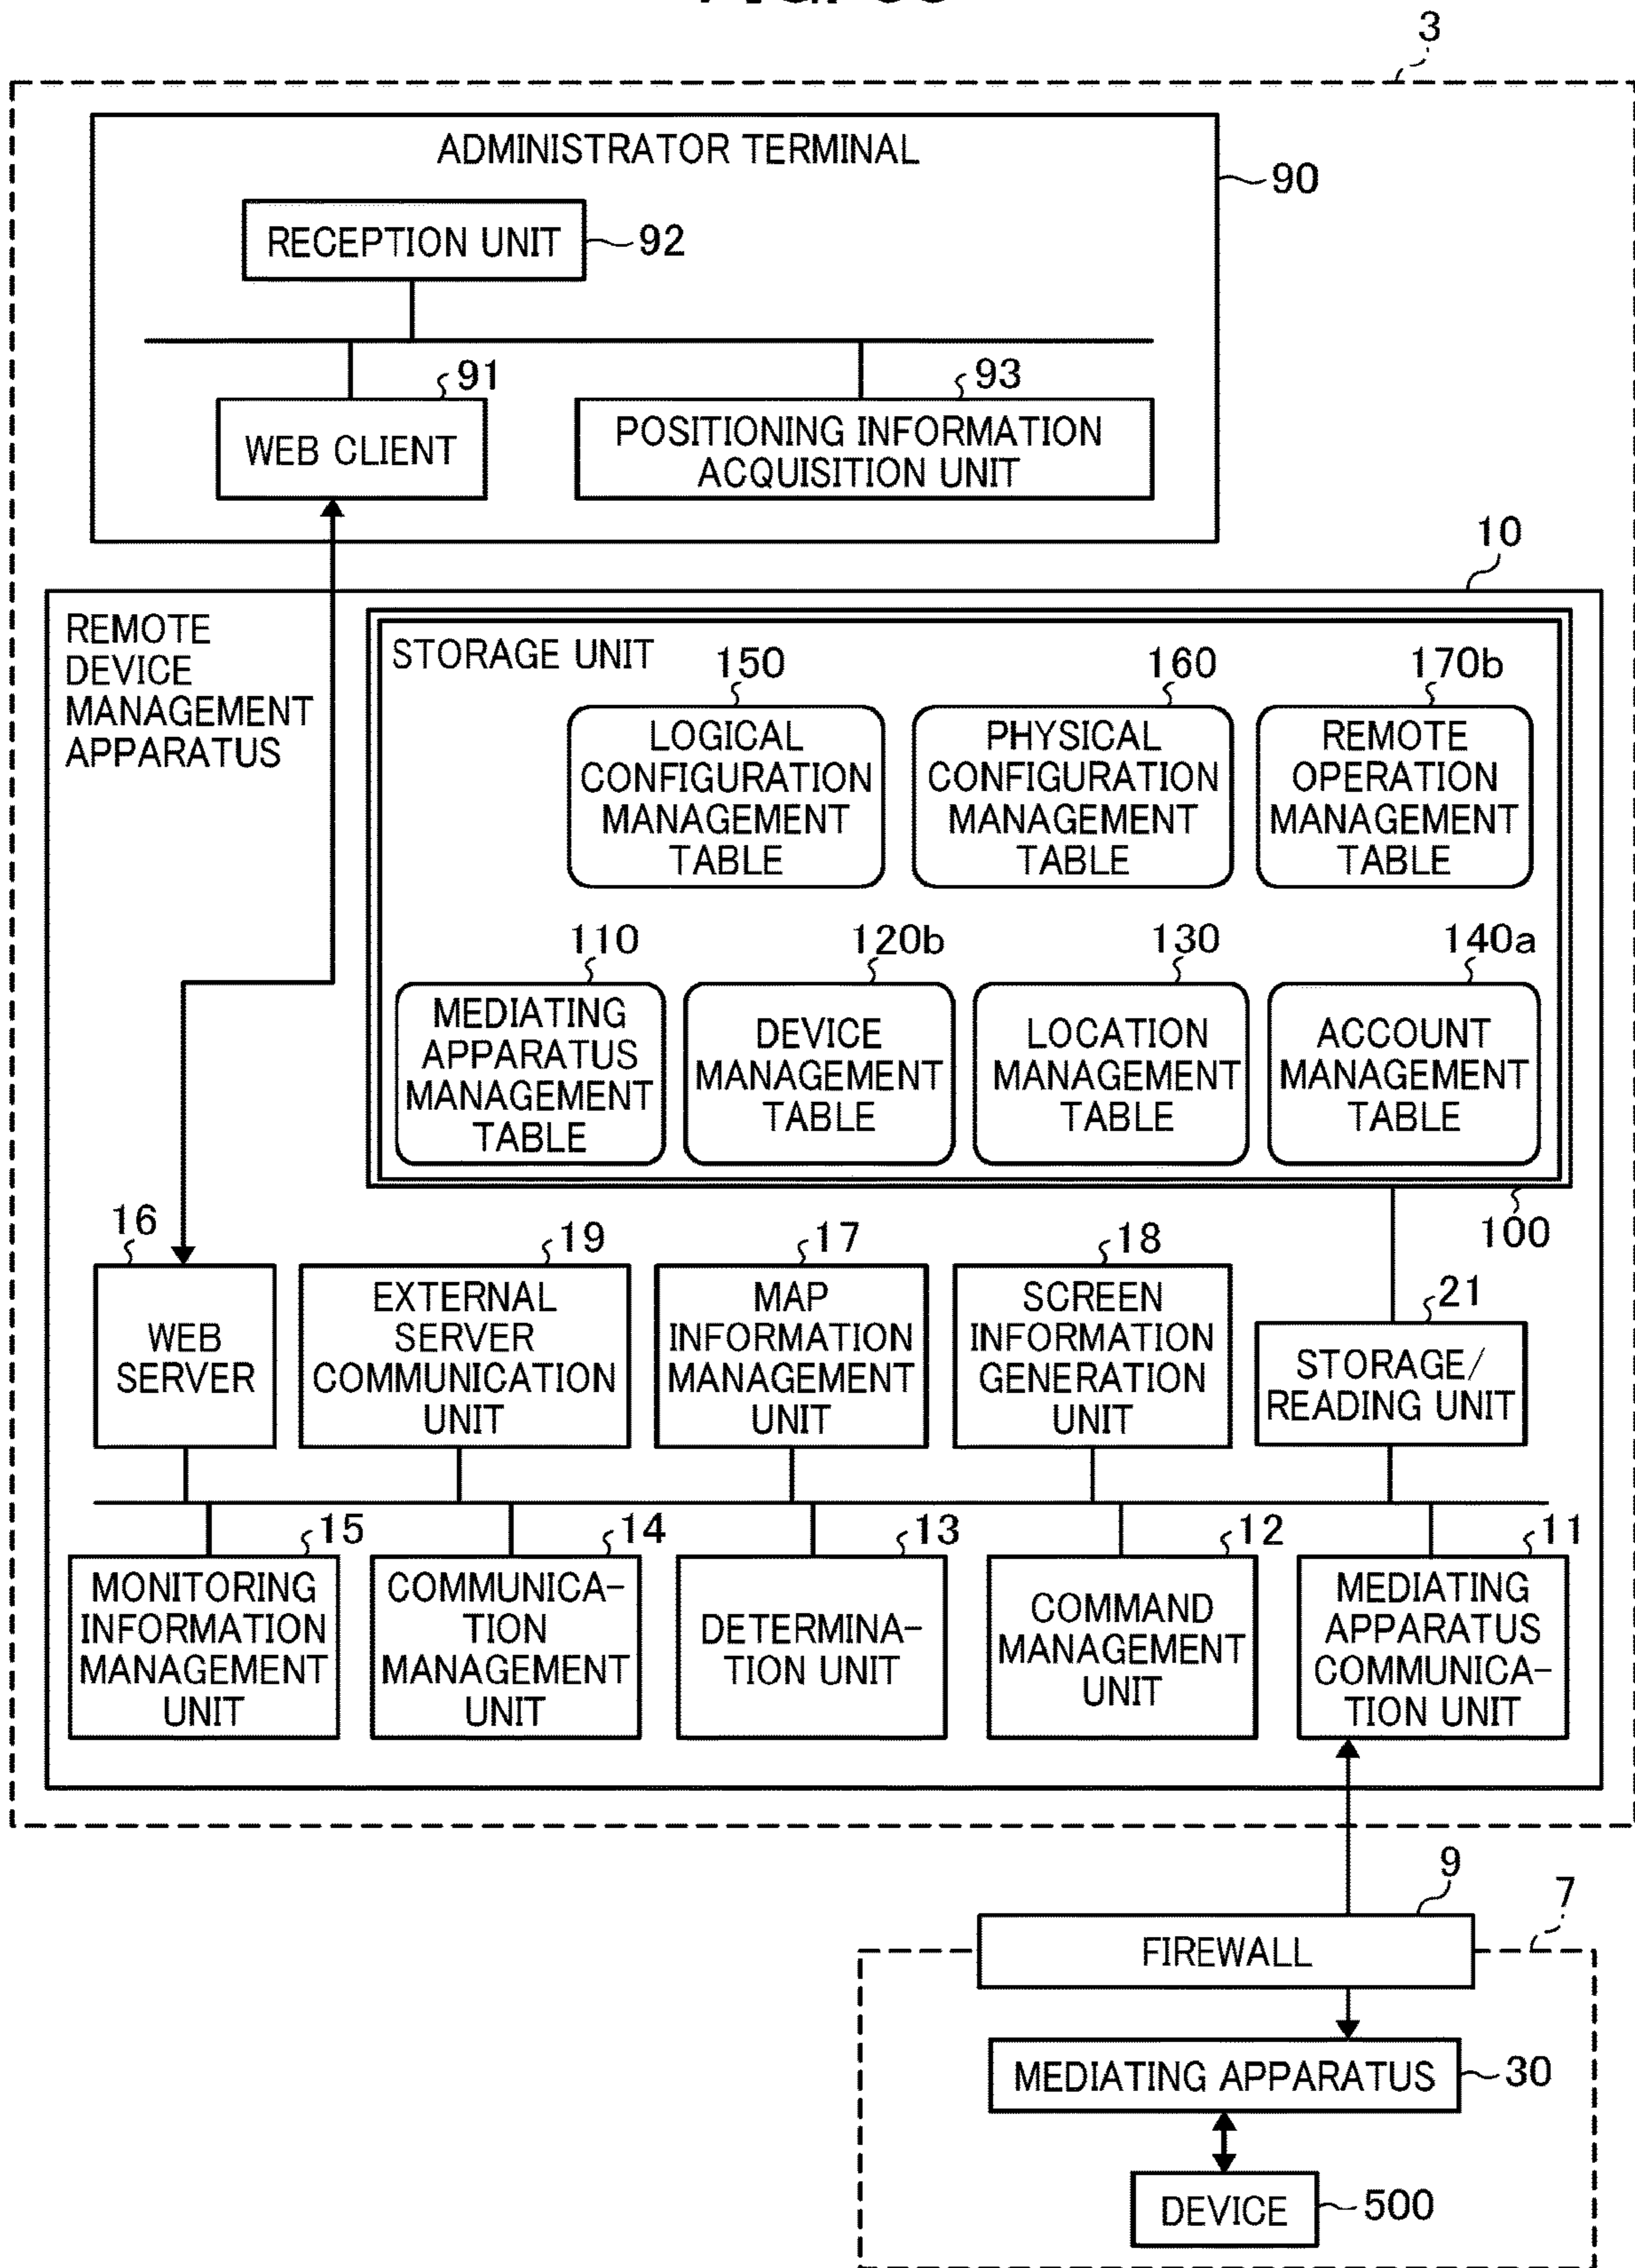 3
ADMINISTRATOR TERMINAL
90
RECEPTION UNIT
92
91
93
WEB CLIENT
POSITIONING INFORMATION
ACQUISITION UNIT
10
REMOTE
DEVICE
MANAGEMENT
APPARATUS
STORAGE UNIT
150
160
170b
LOGICAL
CONFIGURATION
MANAGEMENT
TABLE
PHYSICAL
CONFIGURATION
MANAGEMENT
TABLE
REMOTE
OPERATION
MANAGEMENT
TABLE
110
120b
130
140a
MEDIATING
APPARATUS
MANAGEMENT
TABLE
DEVICE
MANAGEMENT
TABLE
LOCATION
MANAGEMENT
TABLE
ACCOUNT
MANAGEMENT
TABLE
100
16
19
17
18
21
WEB
SERVER
EXTERNAL
SERVER
COMMUNICATION
UNIT
MAP
INFORMATION
MANAGEMENT
UNIT
SCREEN
INFORMATION
GENERATION
UNIT
STORAGE/
READING UNIT
15
14
13
12
11
MONITORING
INFORMATION
MANAGEMENT
UNIT
COMMUNICA-
TION
MANAGEMENT
UNIT
DETERMINA-
TION UNIT
COMMAND
MANAGEMENT
UNIT
MEDIATING
APPARATUS
COMMUNICA-
TION UNIT
9
7
FIREWALL
MEDIATING APPARATUS
30
DEVICE
500